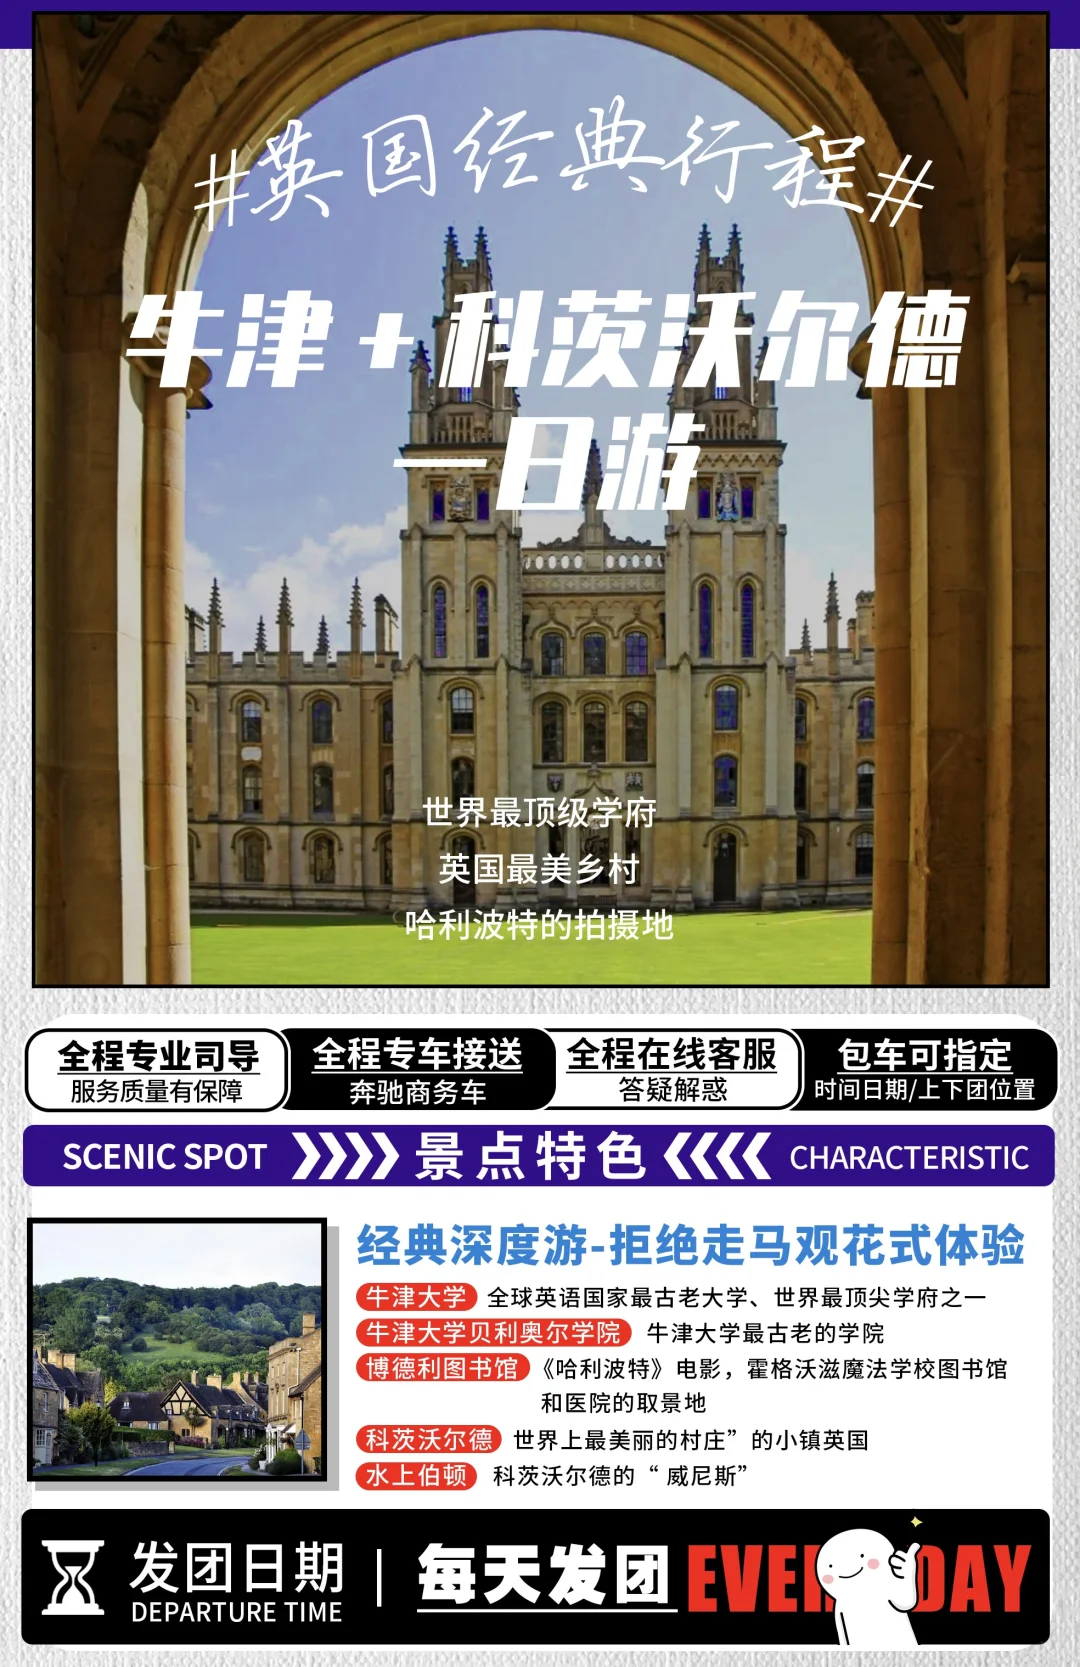 #英国经典行程#
牛津+科茨沃尔德
一日游
世界最顶级学府
英国最美乡村
哈利波特的拍摄地
全程专业司导
服务质量有保障
全程专车接送
奔驰商务车
全程在线客服
答疑解惑
包车可指定
时间日期/上下团位置
SCENIC SPOT 景点特色 CHARACTERISTIC
经典深度游-拒绝走马观花式体验
牛津大学 全球英语国家最古老大学、世界最顶尖学府之一
牛津大学贝利奥尔学院 牛津大学最古老的学院
博德利图书馆 《哈利波特》电影，霍格沃滋魔法学校图书馆
和医院的取景地
科茨沃尔德 世界上最美丽的村庄”的小镇英国
水上伯顿 科茨沃尔德的“威尼斯”
发团日期
DEPARTURE TIME
每天发团 EVERYDAY